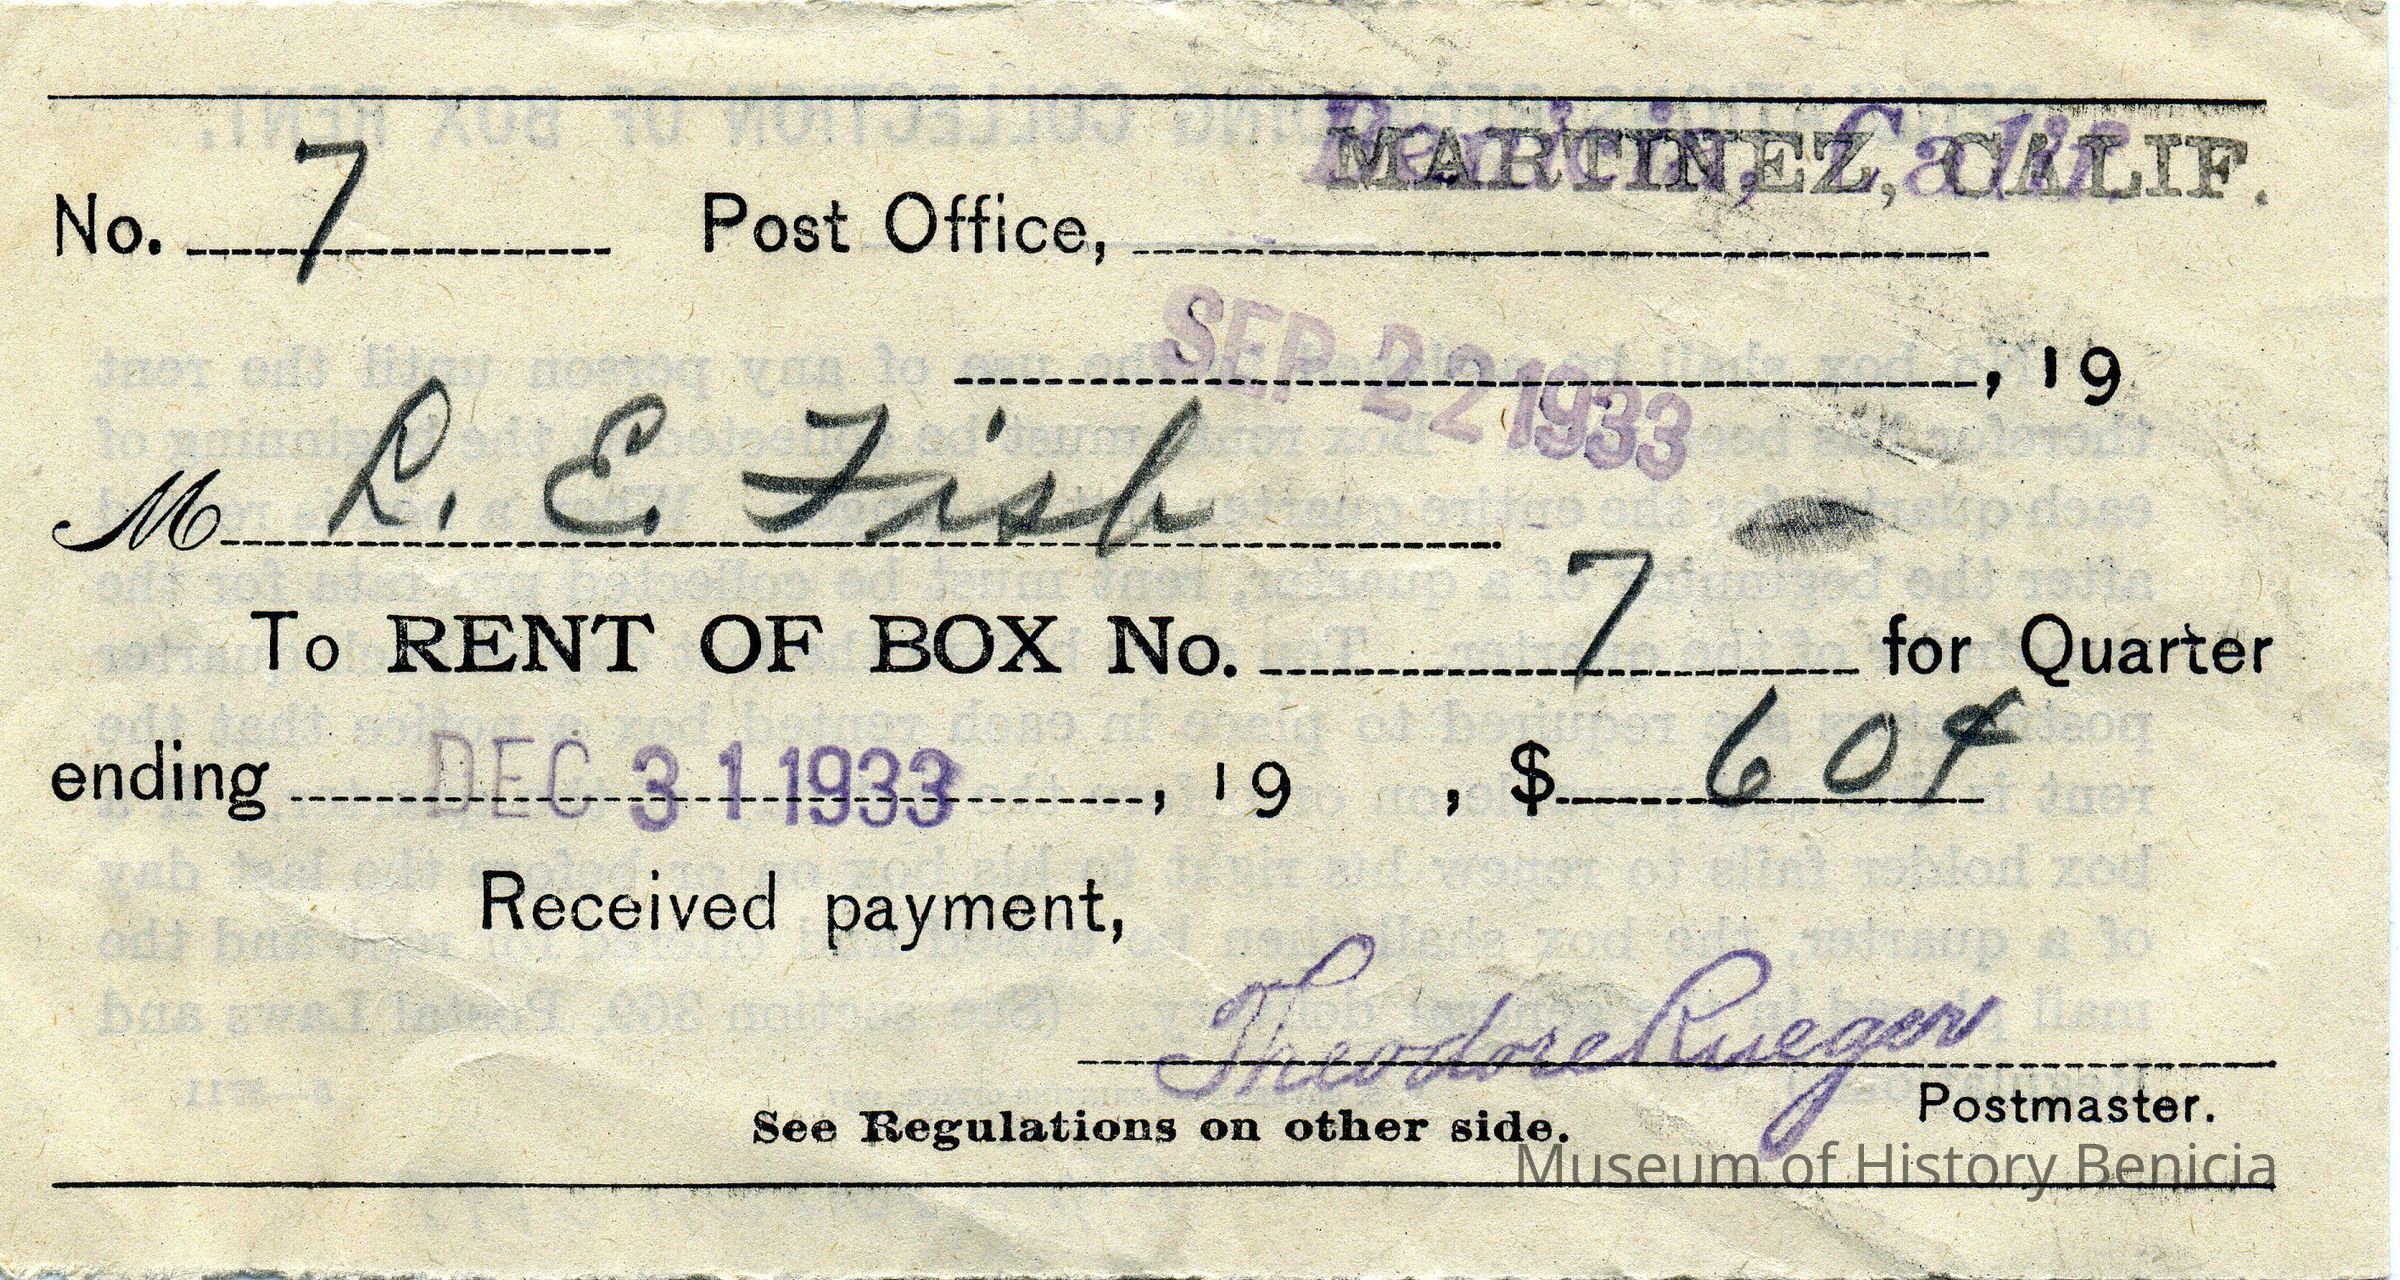 Benicia, Calif.
MARTINEZ, CALIF.
No. 7 Post Office,
SEP 22 1933 , 19
M R. E. Fish
To RENT OF BOX No. 7 for Quarter
ending DEC 31 1933 , 19 , $ 60¢
Received payment,
Theodore Rueger
Postmaster.
See Regulations on other side.
Museum of History Benicia